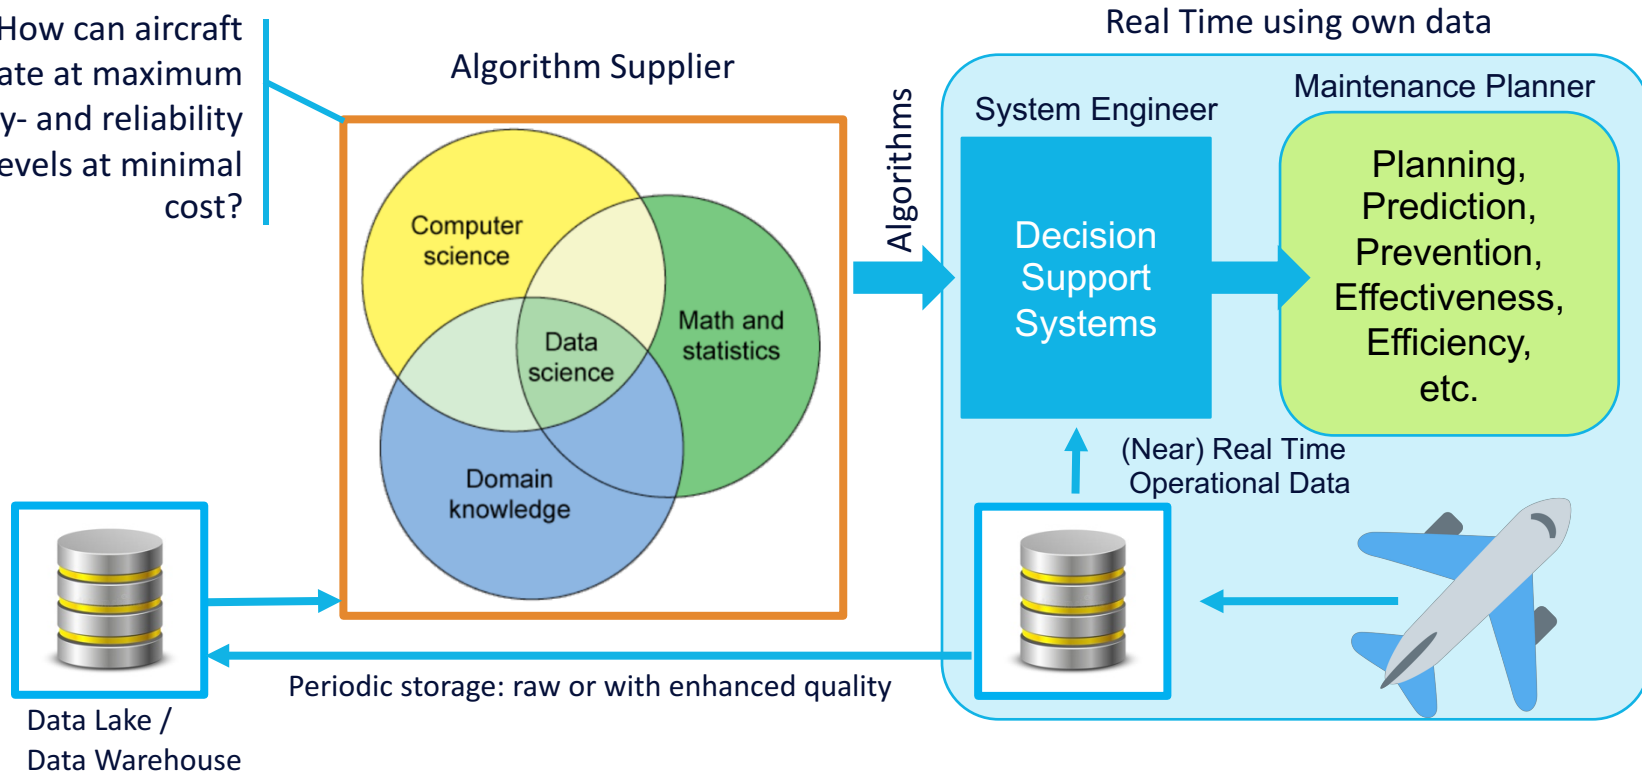 How can aircraft
ate at maximum
y- and reliability
evels at minimal
cost?
Algorithm Supplier
Computer
science
Math and
statistics
Data
science
Domain
knowledge
Data Lake /
Data Warehouse
Periodic storage: raw or with enhanced quality
Algorithms
Real Time using own data
System Engineer
Decision
Support
Systems
Maintenance Planner
Planning,
Prediction,
Prevention,
Effectiveness,
Efficiency,
etc.
(Near) Real Time
Operational Data